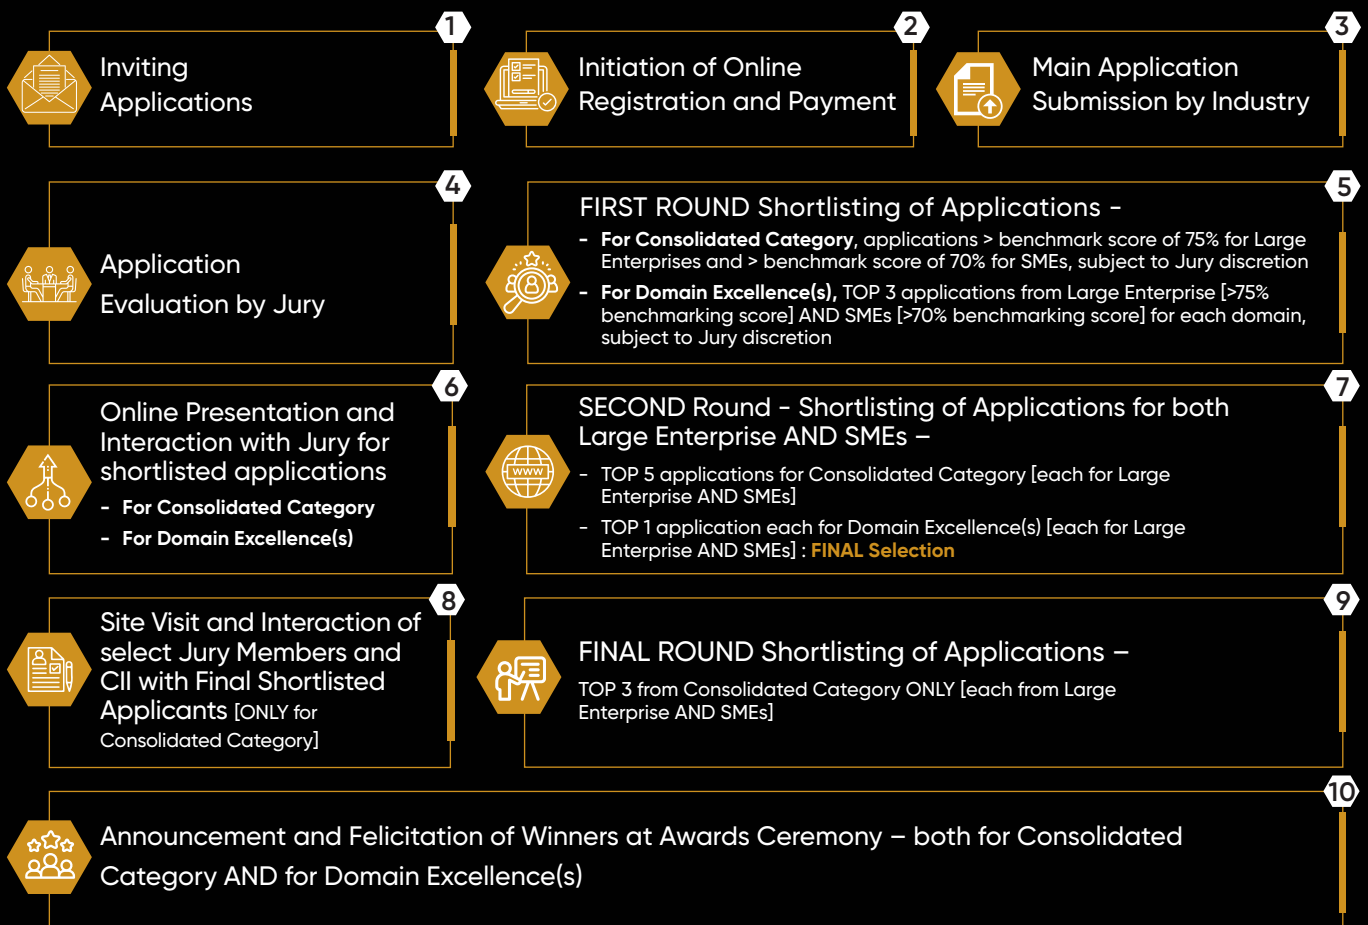 1
Inviting
Applications
2
Initiation of Online
Registration and Payment
3
Main Application
Submission by Industry
4
Application
Evaluation by Jury
5
FIRST ROUND Shortlisting of Applications -
- For Consolidated Category, applications > benchmark score of 75% for Large
Enterprises and > benchmark score of 70% for SMEs, subject to Jury discretion
- For Domain Excellence(s), TOP 3 applications from Large Enterprise [>75%
benchmarking score] AND SMEs [>70% benchmarking score] for each domain,
subject to Jury discretion
6
Online Presentation and
Interaction with Jury for
shortlisted applications
- For Consolidated Category
- For Domain Excellence(s)
7
SECOND Round - Shortlisting of Applications for both
Large Enterprise AND SMEs –
- TOP 5 applications for Consolidated Category [each for Large
Enterprise AND SMEs]
- TOP 1 application each for Domain Excellence(s) [each for Large
Enterprise AND SMEs] : FINAL Selection
WWW
8
Site Visit and Interaction of
select Jury Members and
CII with Final Shortlisted
Applicants [ONLY for
Consolidated Category]
9
FINAL ROUND Shortlisting of Applications –
TOP 3 from Consolidated Category ONLY [each from Large
Enterprise AND SMEs]
10
Announcement and Felicitation of Winners at Awards Ceremony – both for Consolidated
Category AND for Domain Excellence(s)